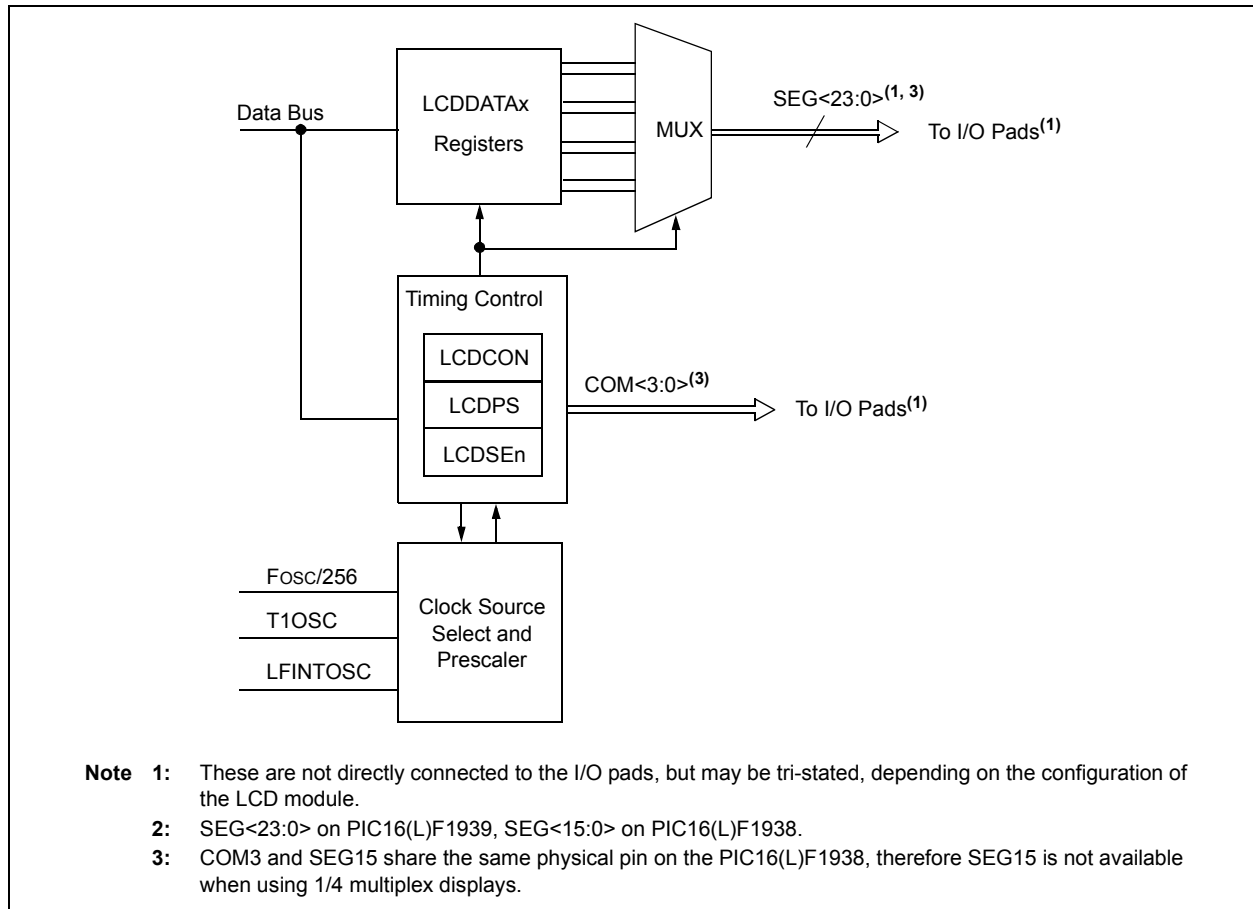 Data Bus
LCDDATAx
Registers
MUX
SEG<23:0>(1, 3)
To I/O Pads(1)
Timing Control
LCDCON
LCDPS
LCDSEn
COM<3:0>(3)
To I/O Pads(1)
FOSC/256
T1OSC
LFINTOSC
Clock Source
Select and
Prescaler
Note 1: These are not directly connected to the I/O pads, but may be tri-stated, depending on the configuration of
the LCD module.
2: SEG<23:0> on PIC16(L)F1939, SEG<15:0> on PIC16(L)F1938.
3: COM3 and SEG15 share the same physical pin on the PIC16(L)F1938, therefore SEG15 is not available
when using 1/4 multiplex displays.